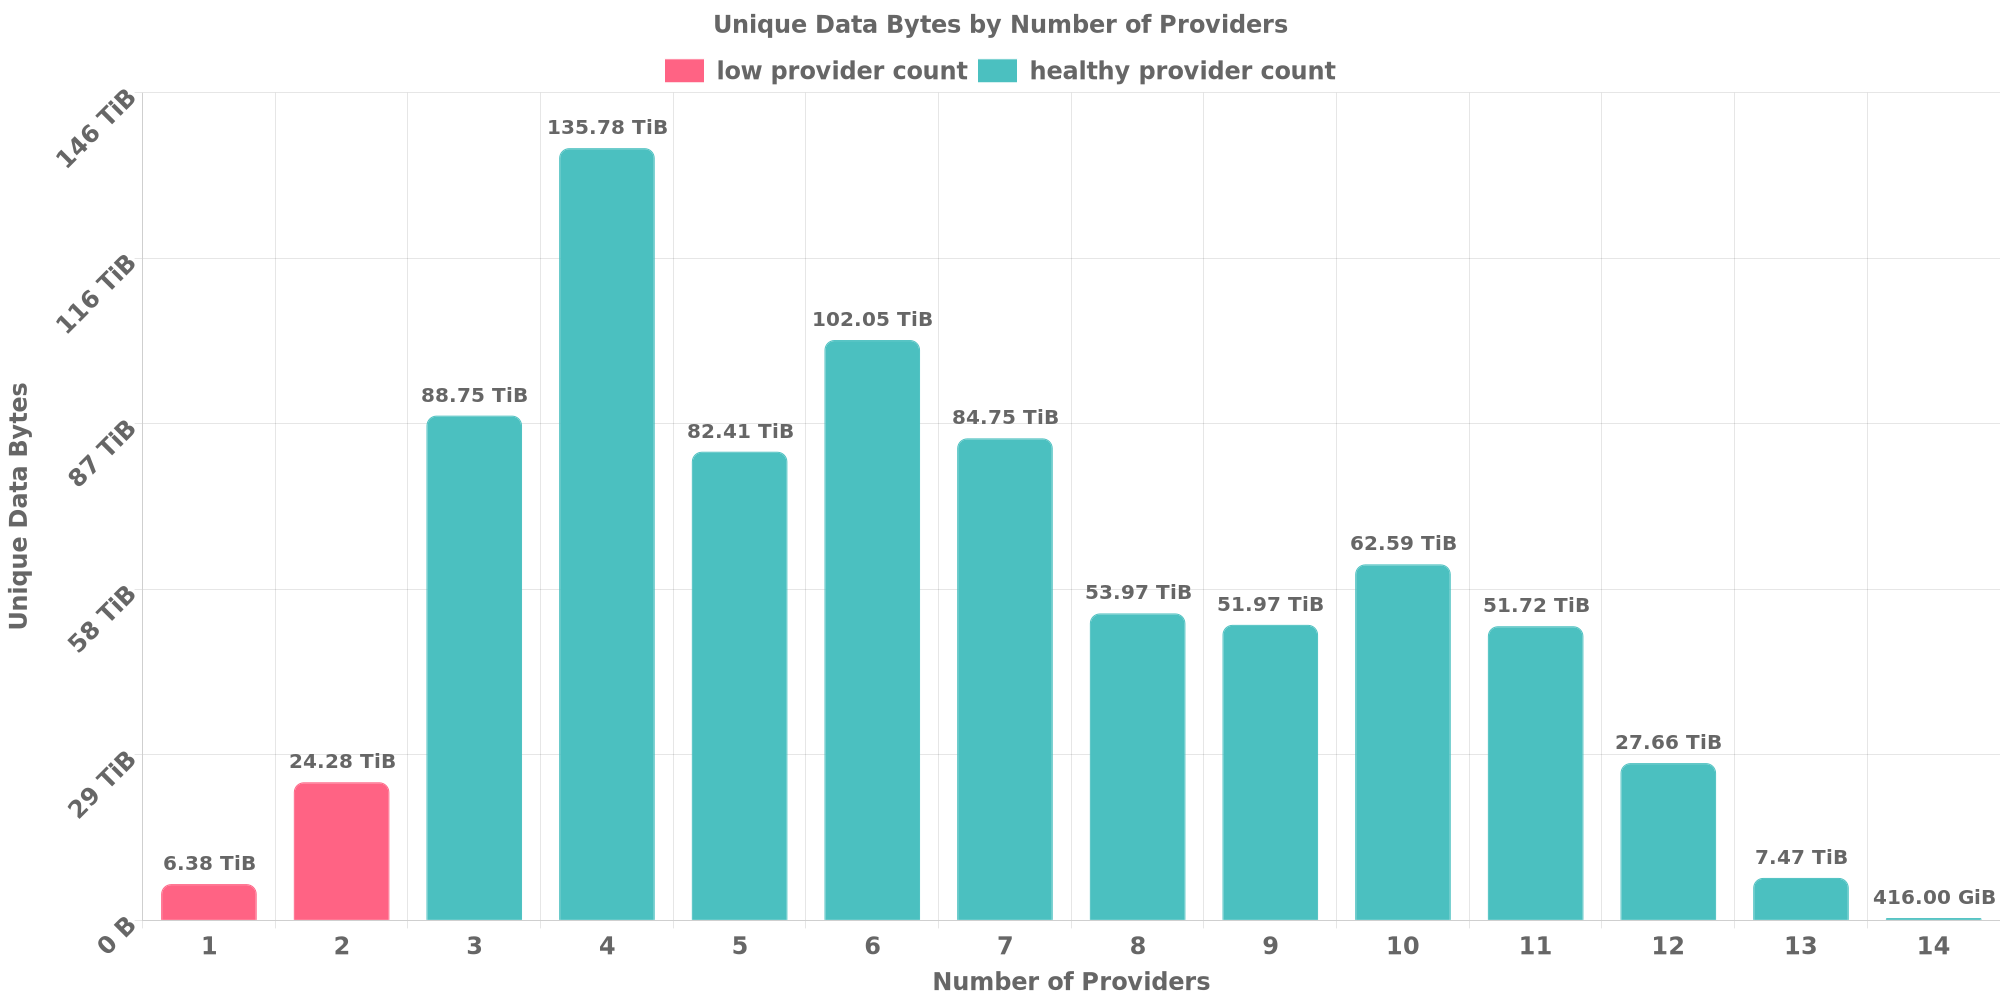 Unique Data Bytes by Number of Providers
low provider count healthy provider count
146 TiB
116 TiB
87 TiB
58 TiB
29 TiB
0 B
Unique Data Bytes
6.38 TiB
24.28 TiB
88.75 TiB
135.78 TiB
82.41 TiB
102.05 TiB
84.75 TiB
53.97 TiB
51.97 TiB
62.59 TiB
51.72 TiB
27.66 TiB
7.47 TiB
416.00 GiB
1 2 3 4 5 6 7 8 9 10 11 12 13 14
Number of Providers